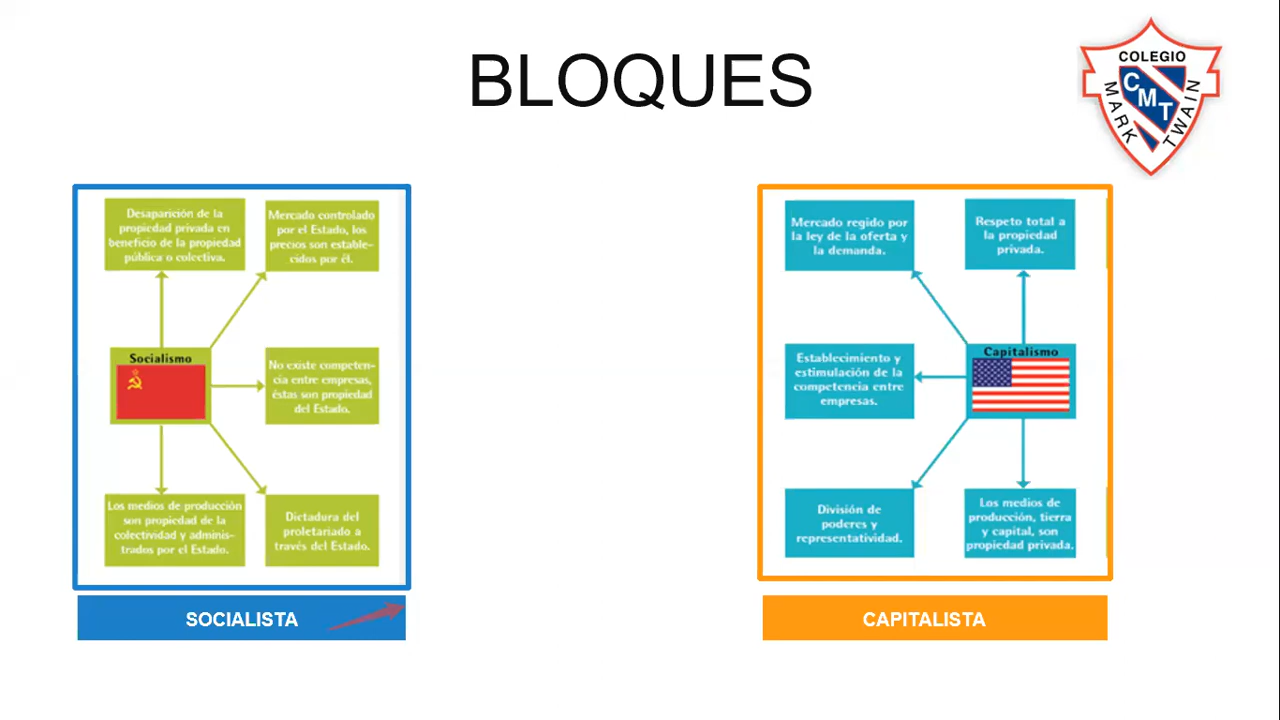 BLOQUES
COLEGIO
MARK
TWAIN
CMT
Desaparición de la
propiedad privada en
beneficio de la propiedad
pública o colectiva.
Mercado controlado
por el Estado, los
precios son estable-
cidos por él.
Socialismo
No existe competen-
cia entre empresas,
éstas son propiedad
del Estado.
Los medios de producción
son propiedad de la
colectividad y adminis-
trados por el Estado.
Dictadura del
proletariado a
través del Estado.
SOCIALISTA
Mercado regido por
la ley de la oferta y
la demanda.
Respeto total a
la propiedad
privada.
Establecimiento y
estimulación de la
competencia entre
empresas.
Capitalismo
División de
poderes y
representatividad.
Los medios de
producción, tierra
y capital, son
propiedad privada.
CAPITALISTA